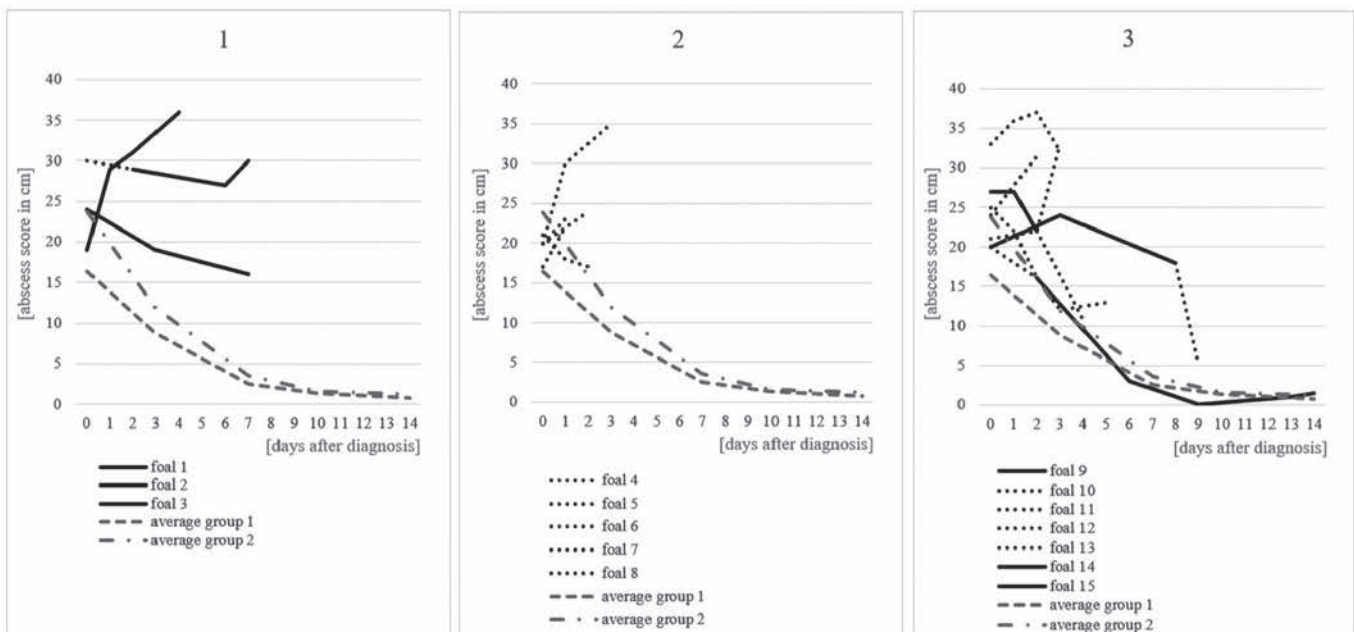 1
[abscess score in cm]
40
35
30
25
20
15
10
5
0
0 1 2 3 4 5 6 7 8 9 10 11 12 13 14
[days after diagnosis]
foal 1
foal 2
foal 3
average group 1
average group 2
2
[abscess score in cm]
40
35
30
25
20
15
10
5
0
0 1 2 3 4 5 6 7 8 9 10 11 12 13 14
[days after diagnosis]
foal 4
foal 5
foal 6
foal 7
foal 8
average group 1
average group 2
3
[abscess score in cm]
40
35
30
25
20
15
10
5
0
0 1 2 3 4 5 6 7 8 9 10 11 12 13 14
[days after diagnosis]
foal 9
foal 10
foal 11
foal 12
foal 13
foal 14
foal 15
average group 1
average group 2